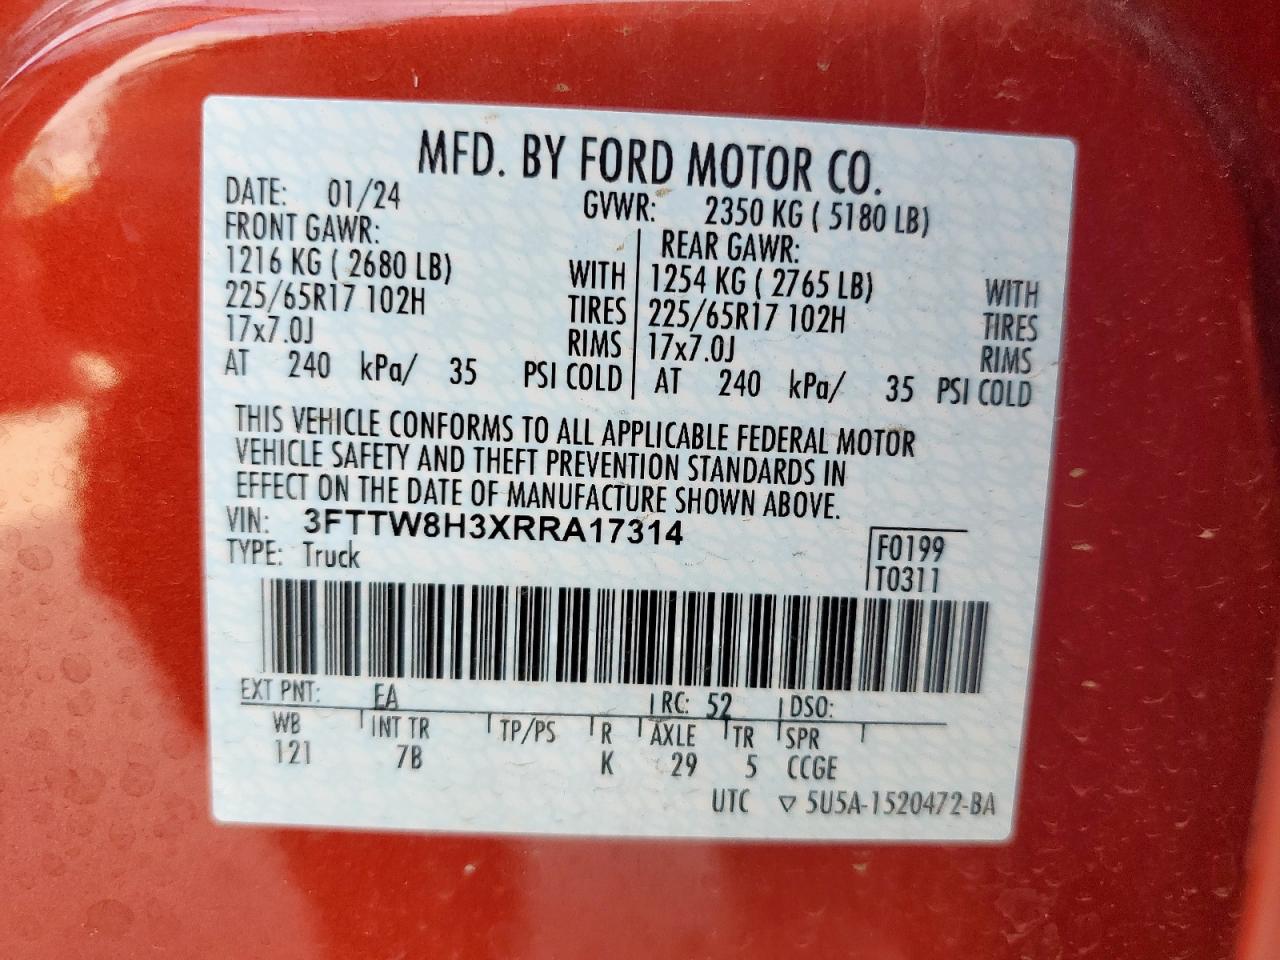 MFD. BY FORD MOTOR CO.
DATE: 01/24 GVWR: 2350 KG ( 5180 LB)
FRONT GAWR: REAR GAWR:
1216 KG ( 2680 LB) WITH 1254 KG ( 2765 LB) WITH
225/65R17 102H TIRES 225/65R17 102H TIRES
17x7.0J RIMS 17x7.0J RIMS
AT 240 kPa/ 35 PSI COLD AT 240 kPa/ 35 PSI COLD
THIS VEHICLE CONFORMS TO ALL APPLICABLE FEDERAL MOTOR
VEHICLE SAFETY AND THEFT PREVENTION STANDARDS IN
EFFECT ON THE DATE OF MANUFACTURE SHOWN ABOVE.
VIN: 3FTTW8H3XRRA17314
TYPE: Truck
F0199
T0311
EXT PNT: EA RC: 52 DSO:
WB INT TR TP/PS R AXLE TR SPR
121 7B K 29 5 CCGE
UTC ▽ 5U5A-1520472-BA